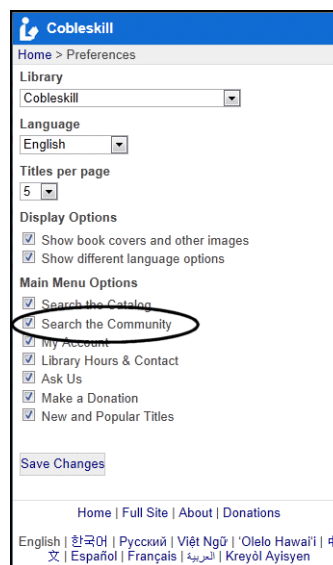 Cobleskill
Home > Preferences
Library
Cobleskill
Language
English
Titles per page
5
Display Options
Show book covers and other images
Show different language options
Main Menu Options
Search the Catalog
Search the Community
My Account
Library Hours & Contact
Ask Us
Make a Donation
New and Popular Titles
Save Changes
Home | Full Site | About | Donations
English | 한국어 | Русский | Việt Ngữ | 'Olelo Hawai'i |
文 | Español | Français | العربية | Kreyòl Ayisyen